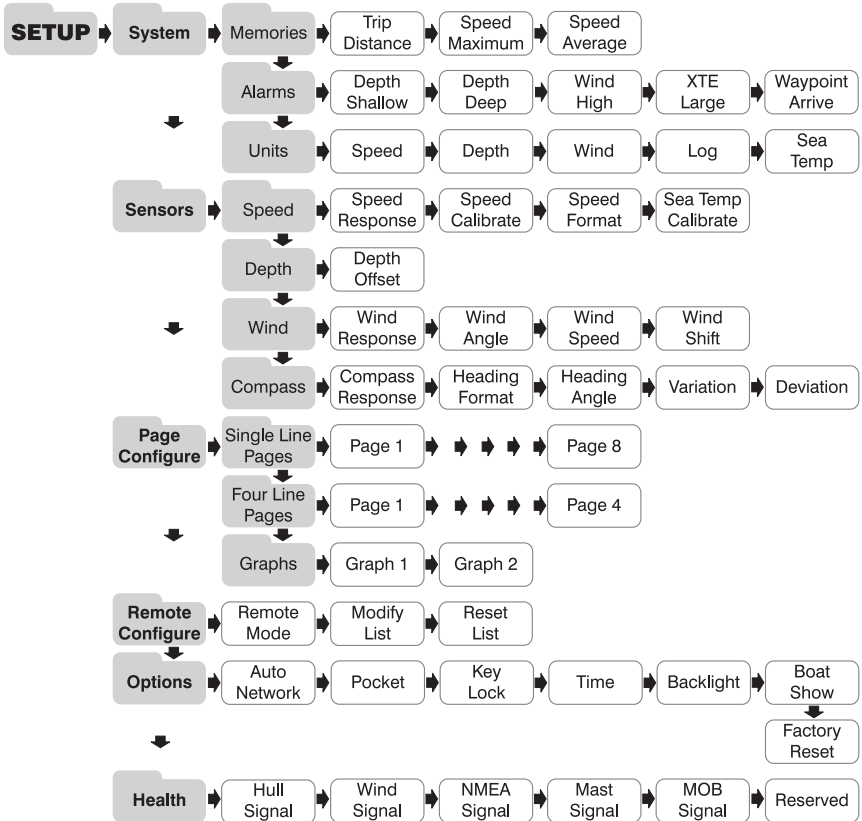 SETUP
System
Memories
Trip
Distance
Speed
Maximum
Speed
Average
Alarms
Depth
Shallow
Depth
Deep
Wind
High
XTE
Large
Waypoint
Arrive
Units
Speed
Depth
Wind
Log
Sea
Temp
Sensors
Speed
Speed
Response
Speed
Calibrate
Speed
Format
Sea Temp
Calibrate
Depth
Depth
Offset
Wind
Wind
Response
Wind
Angle
Wind
Speed
Wind
Shift
Compass
Compass
Response
Heading
Format
Heading
Angle
Variation
Deviation
Page
Configure
Single Line
Pages
Page 1
Page 8
Four Line
Pages
Page 1
Page 4
Graphs
Graph 1
Graph 2
Remote
Configure
Remote
Mode
Modify
List
Reset
List
Options
Auto
Network
Pocket
Key
Lock
Time
Backlight
Boat
Show
Factory
Reset
Health
Hull
Signal
Wind
Signal
NMEA
Signal
Mast
Signal
MOB
Signal
Reserved